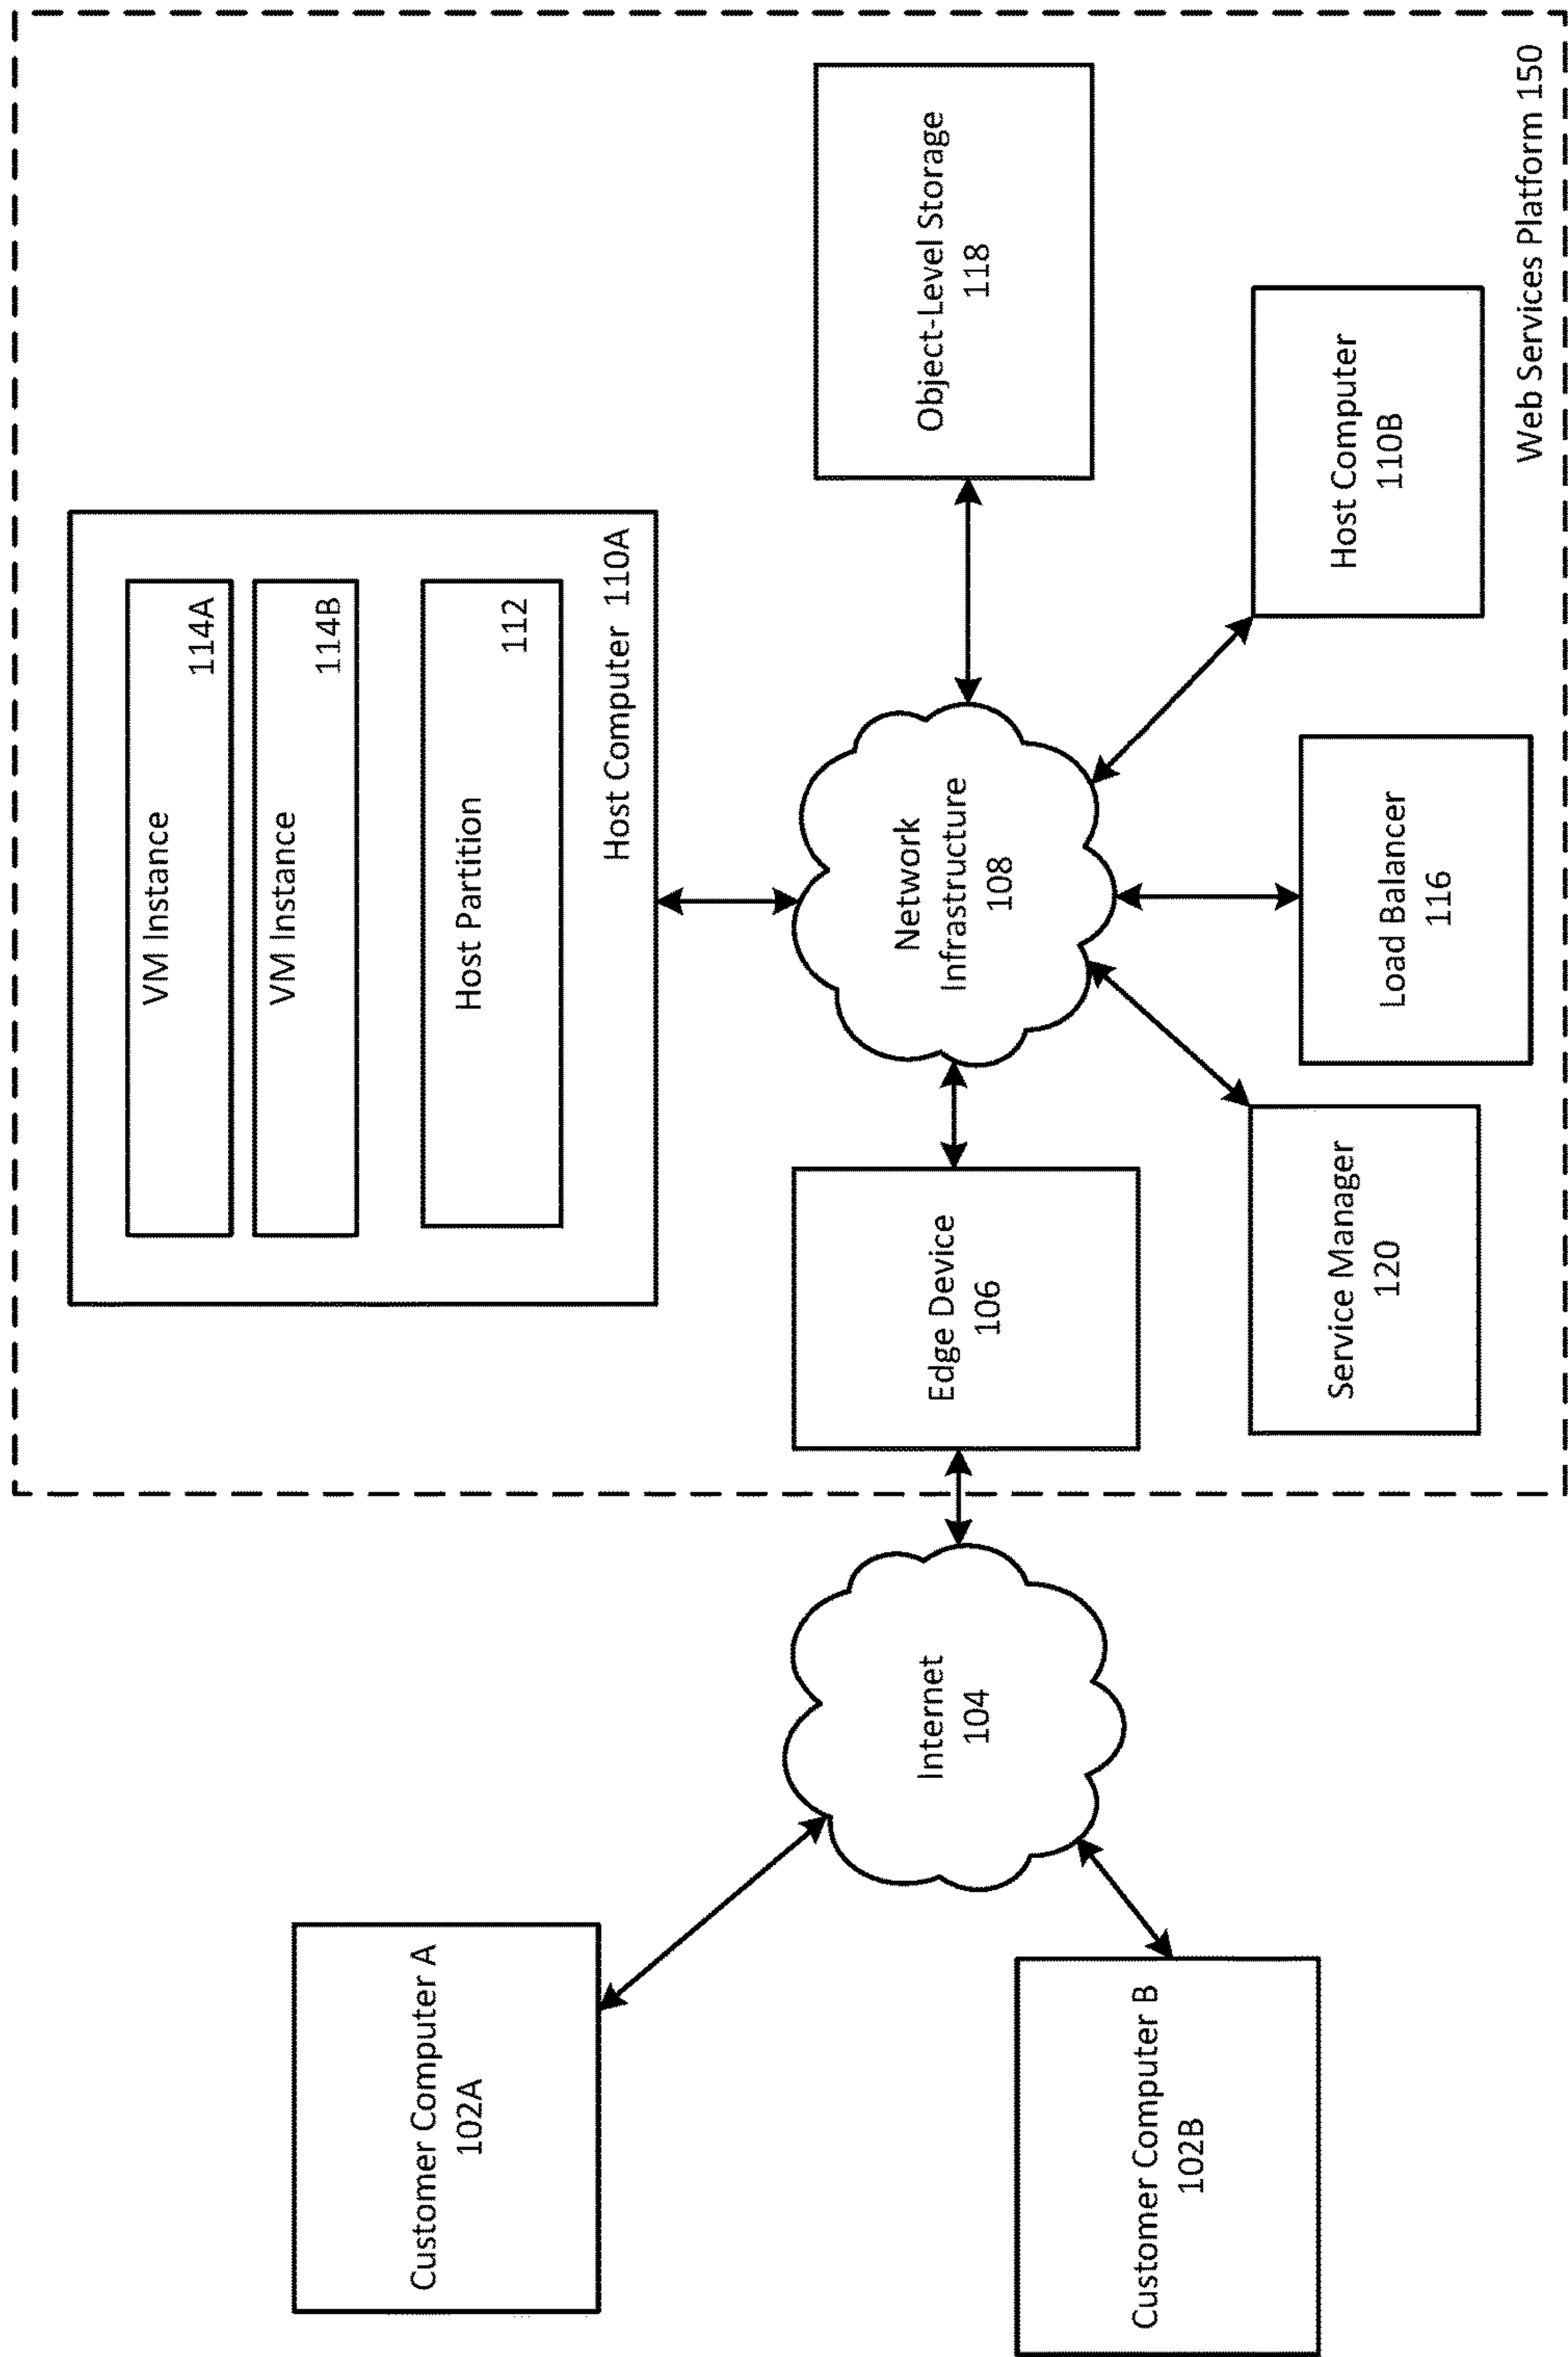 Customer Computer A
102A
Customer Computer B
102B
Internet
104
Edge Device
106
VM Instance
114A
VM Instance
114B
Host Partition
112
Host Computer 110A
Network
Infrastructure
108
Object-Level Storage
118
Service Manager
120
Load Balancer
116
Host Computer
110B
Web Services Platform 150